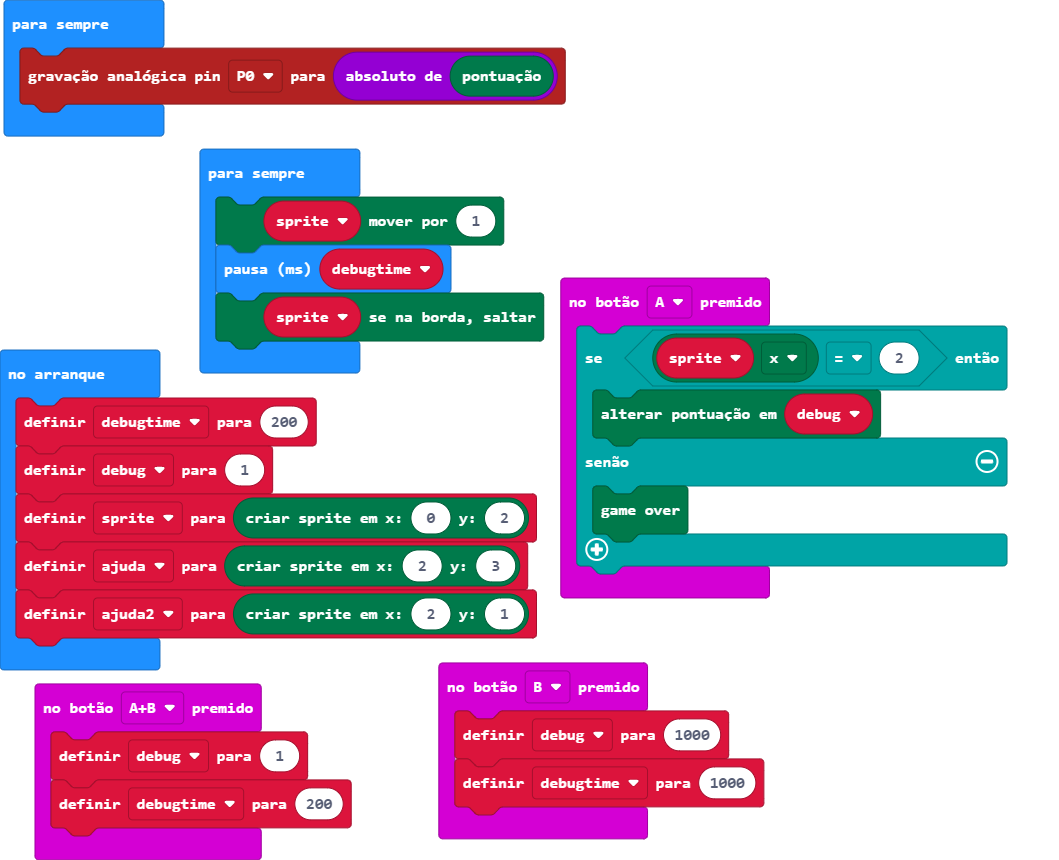 para sempre
gravação analógica pin P0 para absoluto de pontuação
para sempre
sprite mover por 1
pausa (ms) debugtime
sprite se na borda, saltar
no botão A premido
se sprite x = 2 então
alterar pontuação em debug
senão
game over
no arranque
definir debugtime para 200
definir debug para 1
definir sprite para criar sprite em x: 0 y: 2
definir ajuda para criar sprite em x: 2 y: 3
definir ajuda2 para criar sprite em x: 2 y: 1
no botão A+B premido
definir debug para 1
definir debugtime para 200
no botão B premido
definir debug para 1000
definir debugtime para 1000